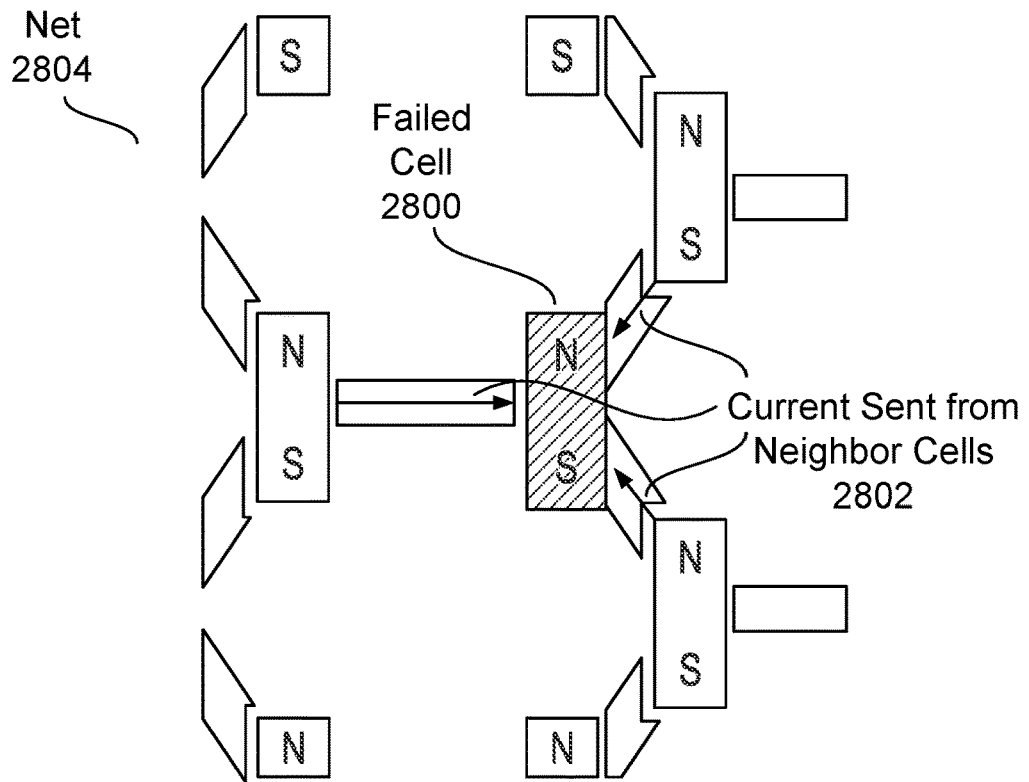 Net
2804
S
S
Failed
Cell
2800
N
S
N
S
N
S
Current Sent from
Neighbor Cells
2802
N
S
N
N